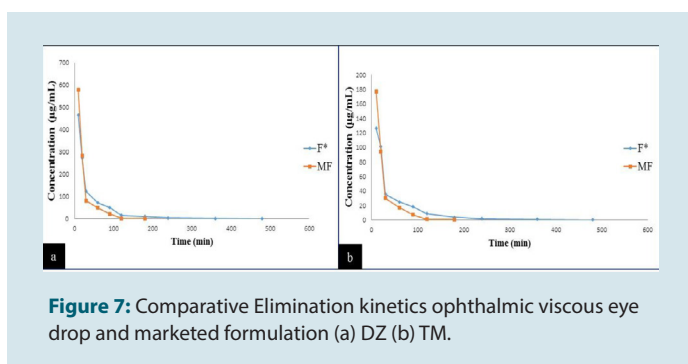 700
600
500
400
300
200
100
0
Concentration (µg/mL)
0 100 200 300 400 500 600
Time (min)
F*
MF
a
200
180
160
140
120
100
80
60
40
20
0
Concentration (µg/mL)
0 100 200 300 400 500 600
Time (min)
F*
MF
b
Figure 7: Comparative Elimination kinetics ophthalmic viscous eye
drop and marketed formulation (a) DZ (b) TM.